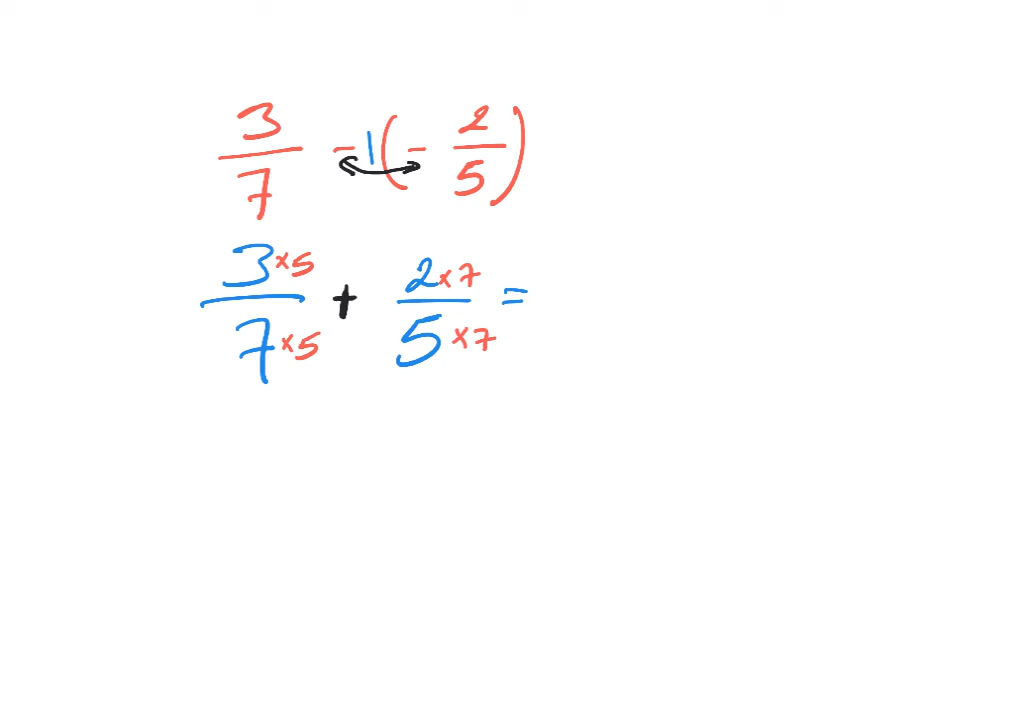 3/7 - 1(- 2/5)
3×5/7×5 + 2×7/5×7 =